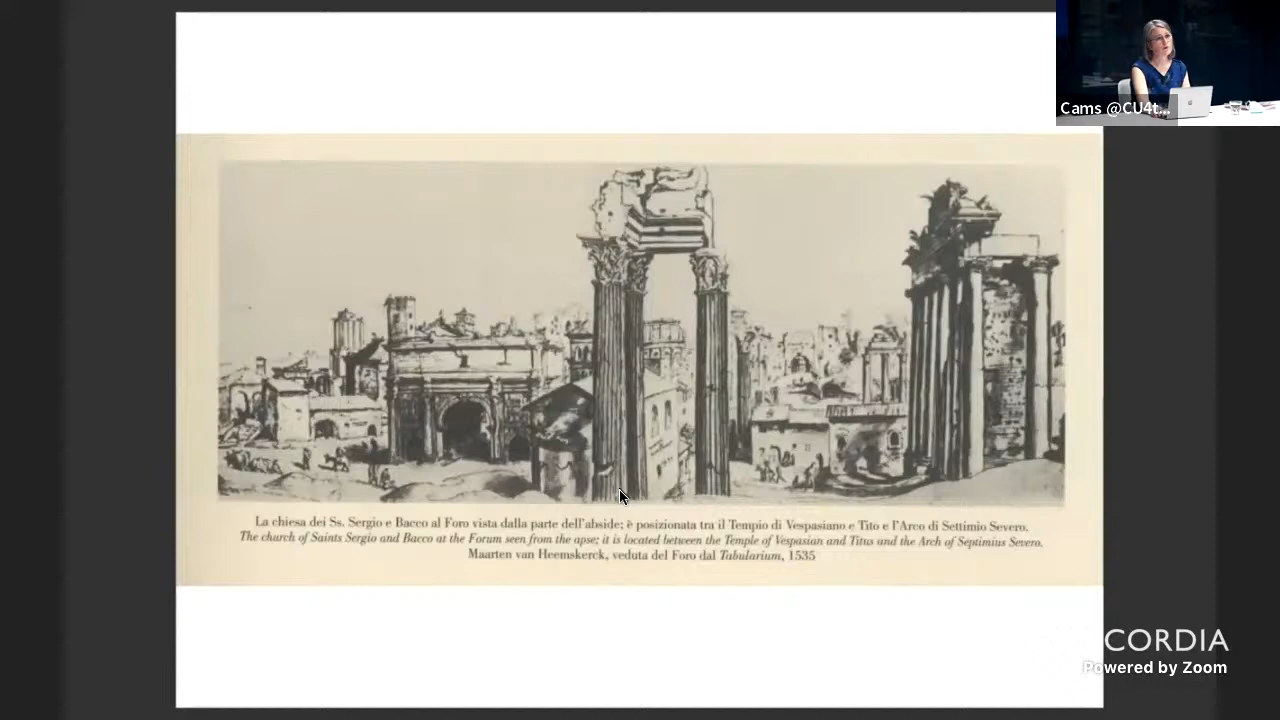 Cams @CU4t...
La chiesa dei Ss. Sergio e Bacco al Foro vista dalla parte dell'abside; è posizionata tra il Tempio di Vespasiano e Tito e l'Arco di Settimio Severo.
The church of Saints Sergio and Bacco at the Forum seen from the apse; it is located between the Temple of Vespasian and Titus and the Arch of Septimius Severo.
Maarten van Heemskerck, veduta del Foro dal Tabularium, 1535
CORDIA
Powered by Zoom